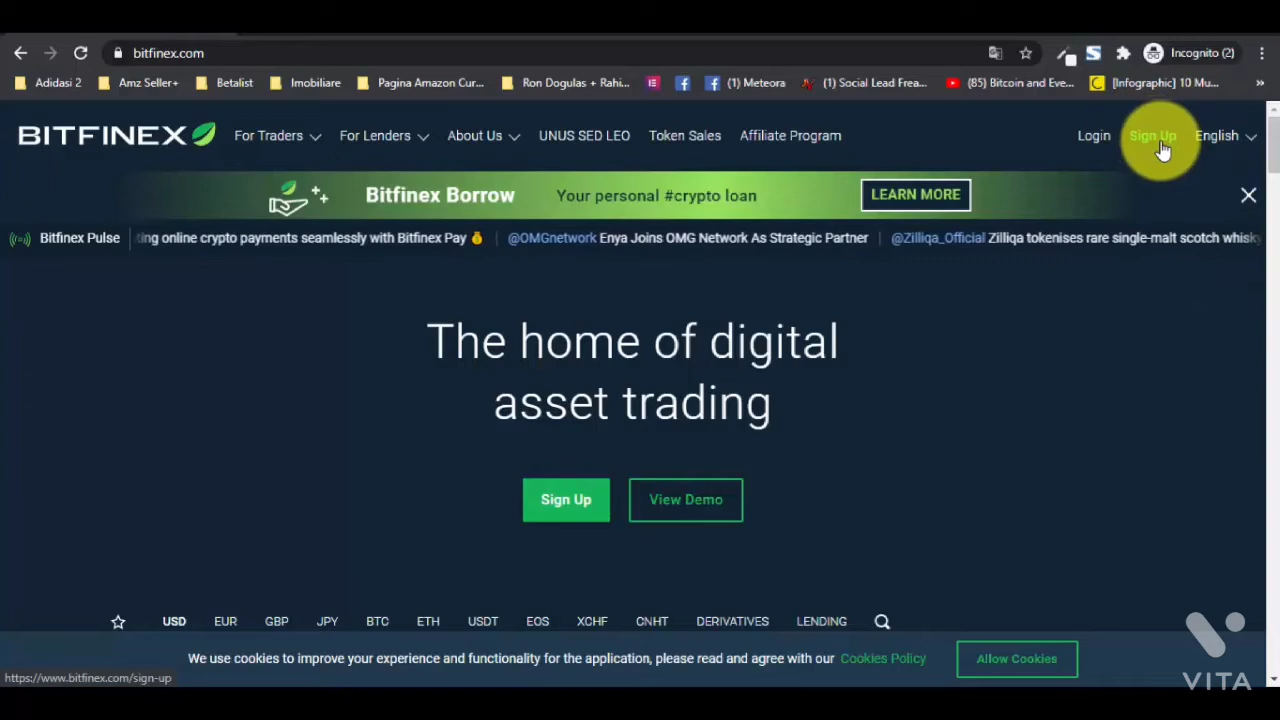 bitfinex.com
Incognito (2)
Adidasi 2
Amz Seller+
Betalist
Imobiliare
Pagina Amazon Cur...
Ron Dogulas + Rahi...
(1) Meteora
(1) Social Lead Frea...
(85) Bitcoin and Eve...
[Infographic] 10 Mu...
»
BITFINEX
For Traders
For Lenders
About Us
UNUS SED LEO
Token Sales
Affiliate Program
Login
Sign Up
English
Bitfinex Borrow
Your personal #crypto loan
LEARN MORE
Bitfinex Pulse
ting online crypto payments seamlessly with Bitfinex Pay
@OMGnetwork Enya Joins OMG Network As Strategic Partner
@Zilliqa_Official Zilliqa tokenises rare single-malt scotch whisky
The home of digital
asset trading
Sign Up
View Demo
USD
EUR
GBP
JPY
BTC
ETH
USDT
EOS
XCHF
CNHT
DERIVATIVES
LENDING
We use cookies to improve your experience and functionality for the application, please read and agree with our Cookies Policy
Allow Cookies
https://www.bitfinex.com/sign-up
VITA